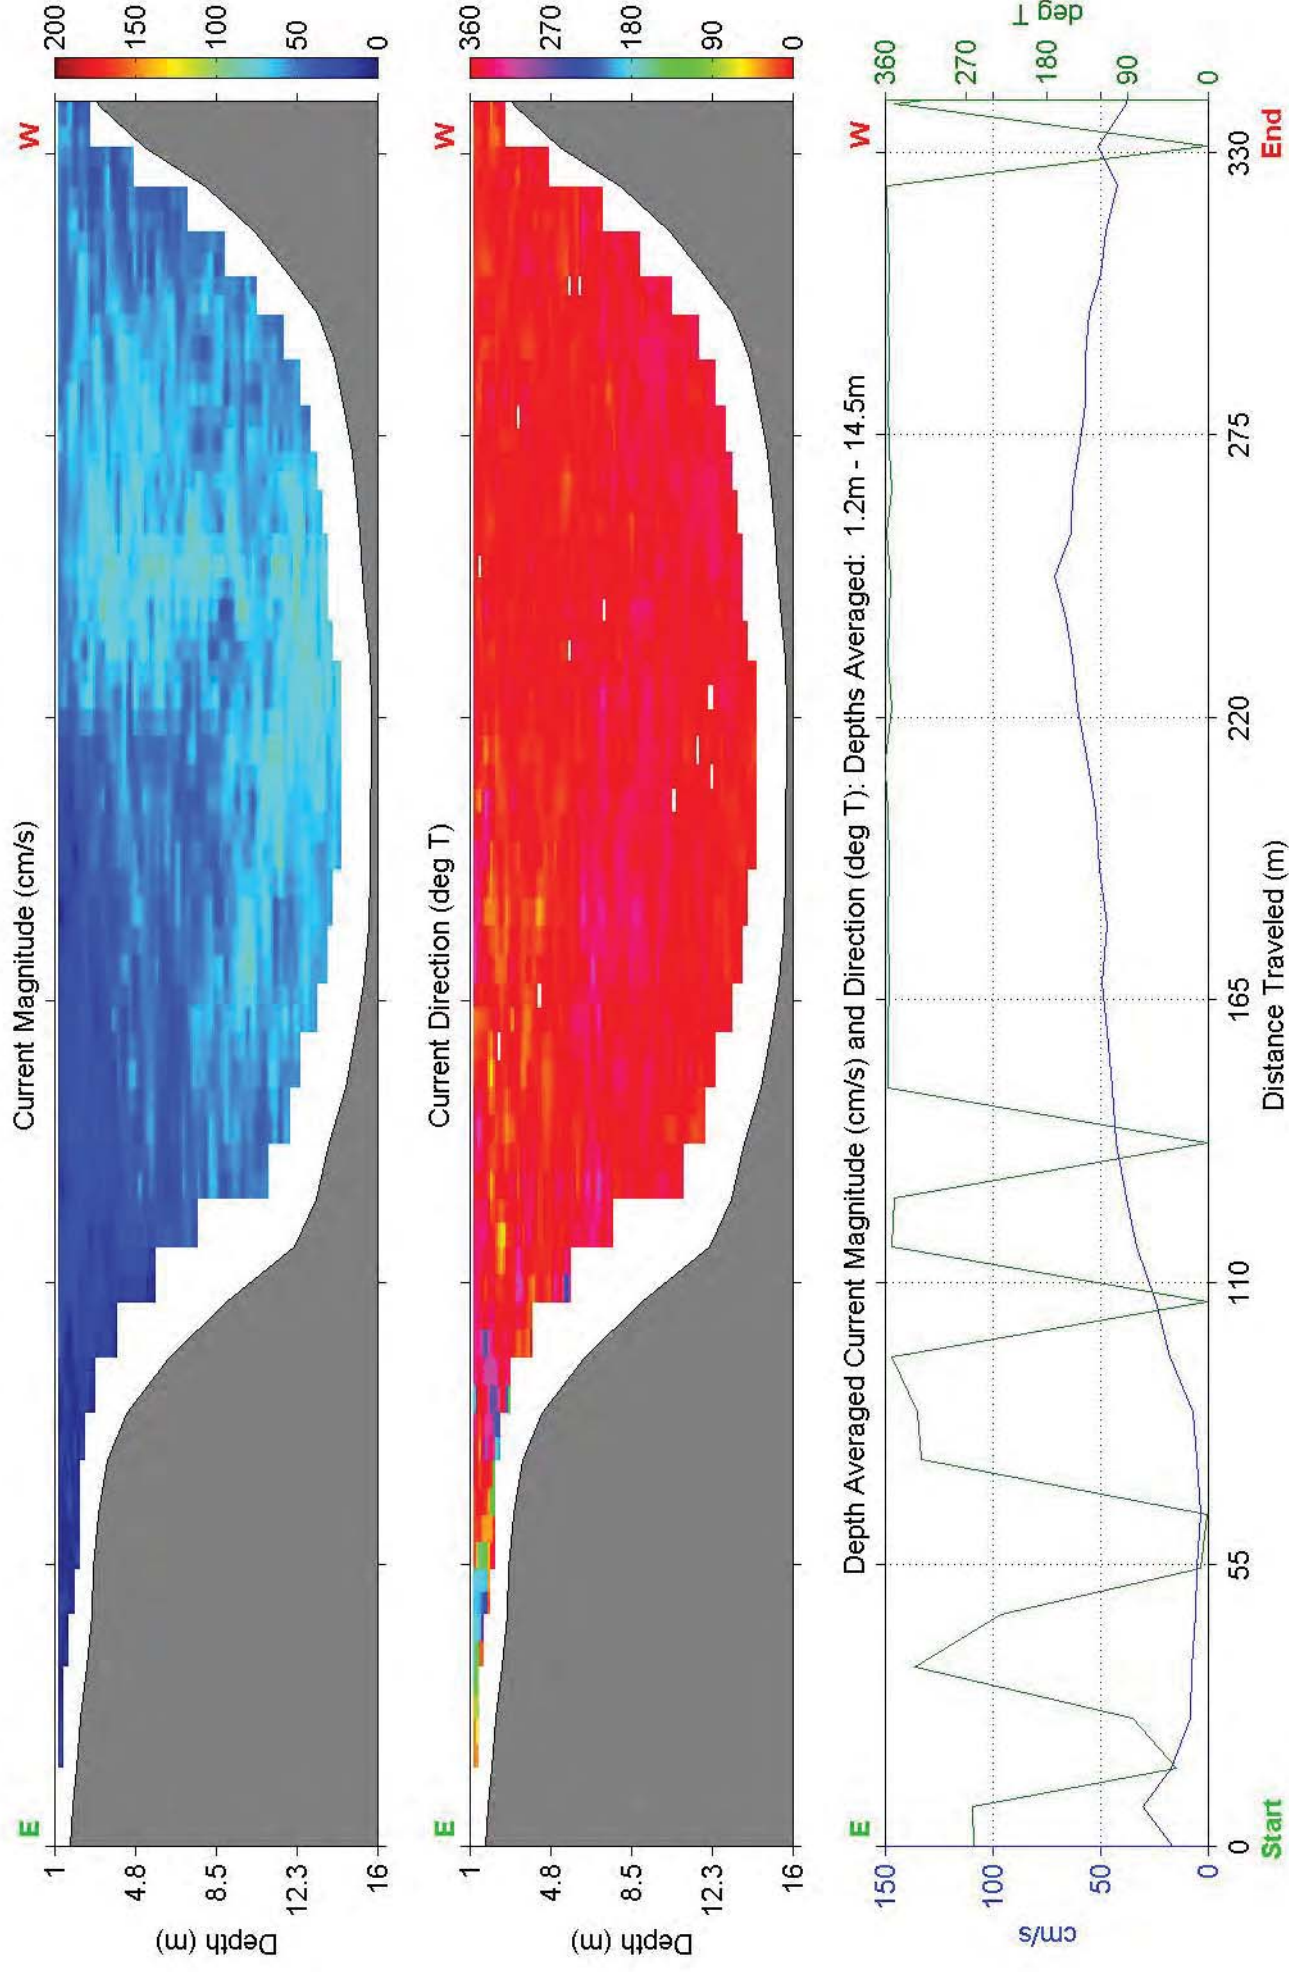 Current Magnitude (cm/s)
E
W
1
4.8
8.5
12.3
16
Depth (m)
200
150
100
50
0
Current Direction (deg T)
E
W
1
4.8
8.5
12.3
16
Depth (m)
360
270
180
90
0
Depth Averaged Current Magnitude (cm/s) and Direction (deg T): Depths Averaged: 1.2m - 14.5m
E
W
150
100
50
0
cm/s
360
270
180
90
0
deg T
0
55
110
165
220
275
330
Start
Distance Traveled (m)
End